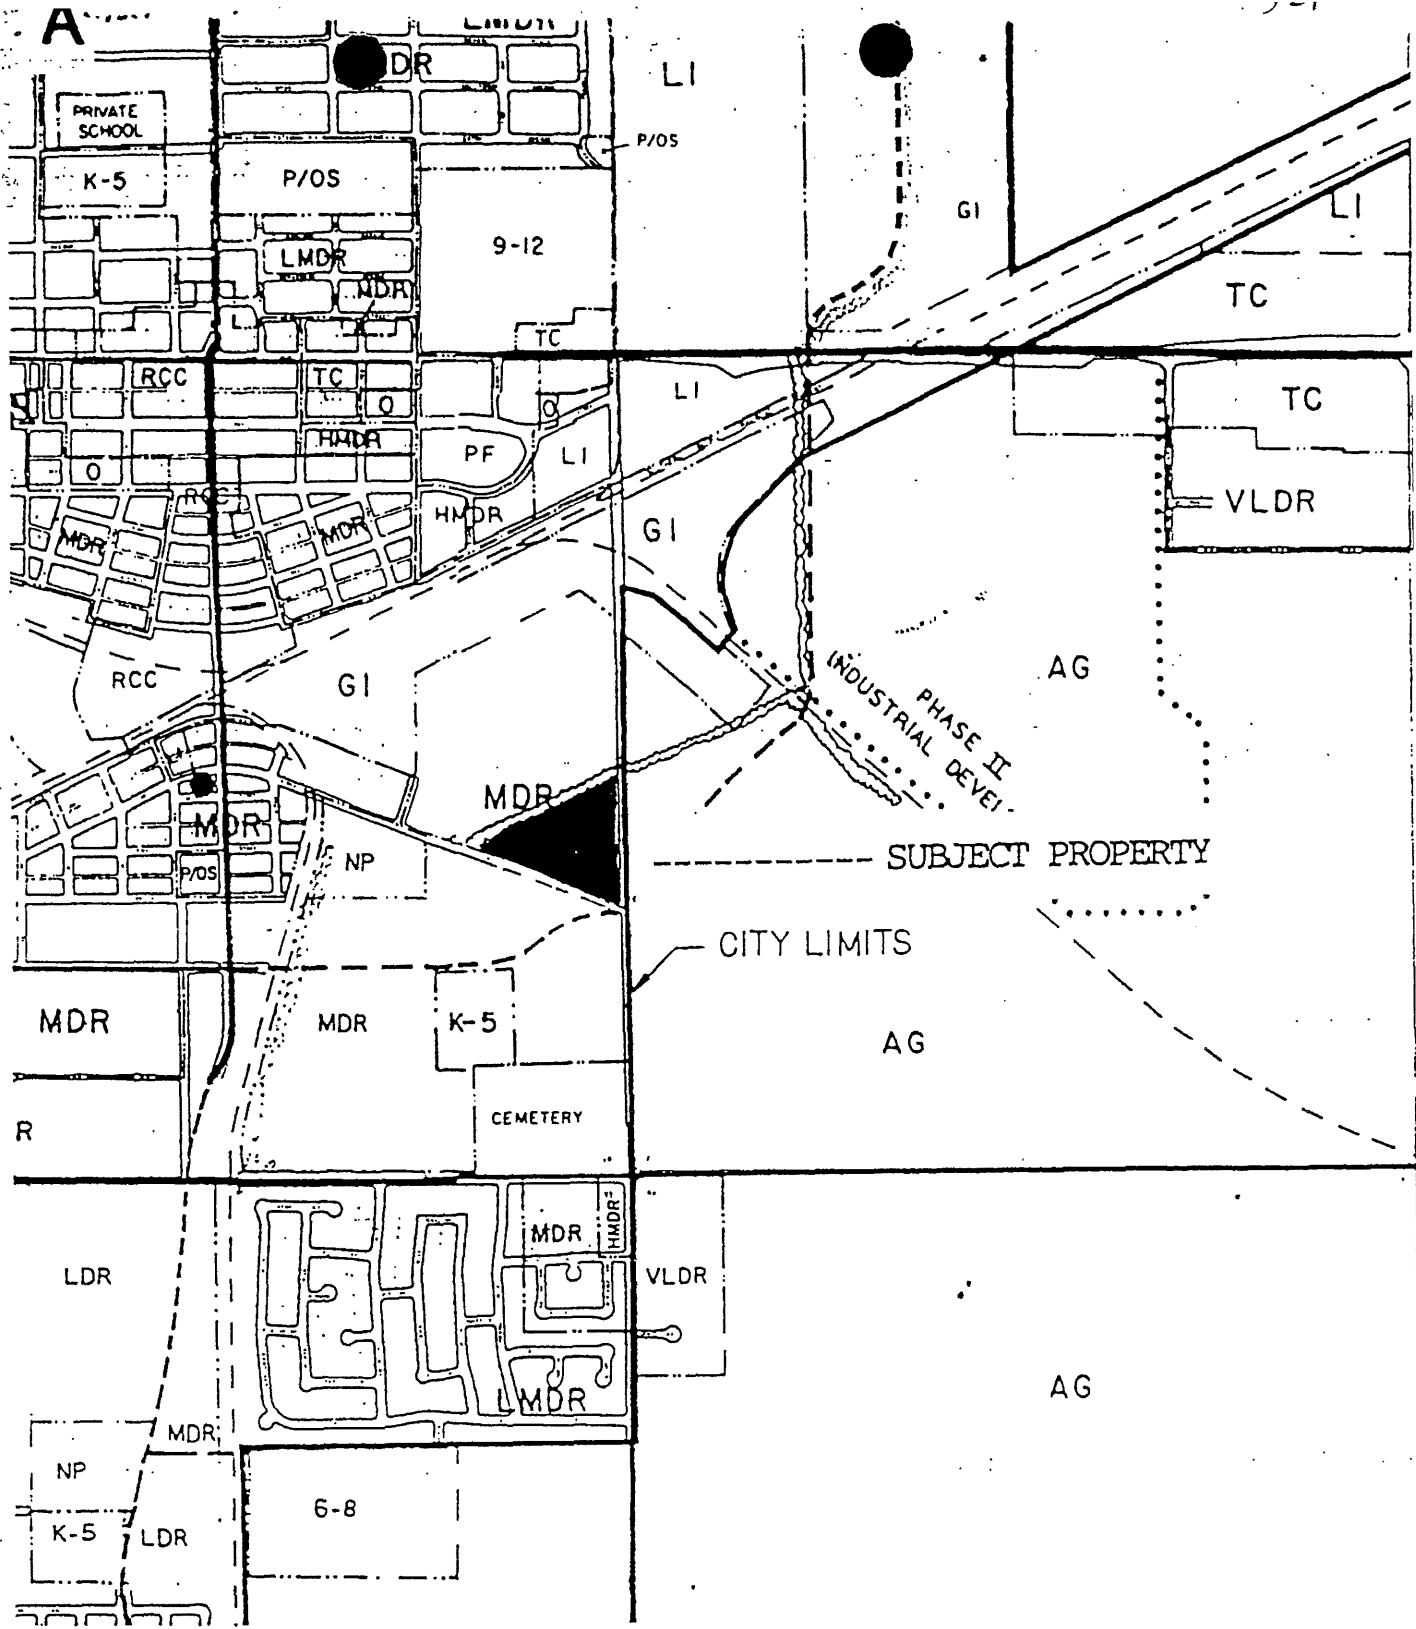 A
DR
LI
PRIVATE
SCHOOL
P/OS
K-5
P/OS
GI
LI
9-12
LMDR
MDR
TC
TC
RCC
TC
LI
TC
O
O
HMDR
PF
LI
O
RCC
VLDR
HMDR
GI
MDR
MDR
AG
RCC
GI
PHASE II
INDUSTRIAL DEVEL
MDR
MDR
SUBJECT PROPERTY
NP
P/OS
CITY LIMITS
MDR
MDR
K-5
AG
CEMETERY
R
HMDR
MDR
LDR
VLDR
AG
LMDR
MDR
NP
6-8
K-5
LDR